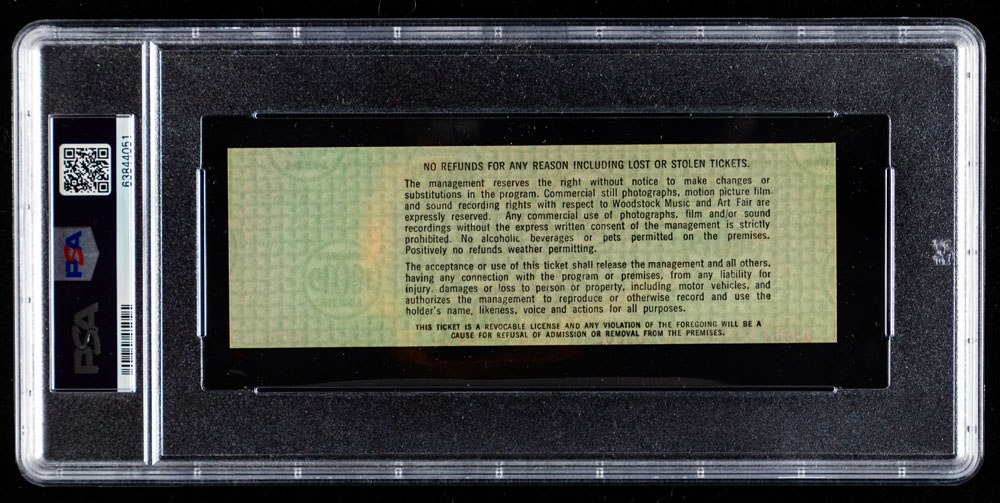 63844051
PSA
PSA
NO REFUNDS FOR ANY REASON INCLUDING LOST OR STOLEN TICKETS.
The management reserves the right without notice to make changes or
substitutions in the program. Commercial still photographs, motion picture film
and sound recording rights with respect to Woodstock Music and Art Fair are
expressly reserved. Any commercial use of photographs, film and/or sound
recordings without the express written consent of the management is strictly
prohibited. No alcoholic beverages or pets permitted on the premises.
Positively no refunds weather permitting.
The acceptance or use of this ticket shall release the management and all others,
having any connection with the program or premises, from any liability for
injury, damages or loss to person or property, including motor vehicles, and
authorizes the management to reproduce or otherwise record and use the
holder's name, likeness, voice and actions for all purposes.
THIS TICKET IS A REVOCABLE LICENSE AND ANY VIOLATION OF THE FOREGOING WILL BE A
CAUSE FOR REFUSAL OF ADMISSION OR REMOVAL FROM THE PREMISES.